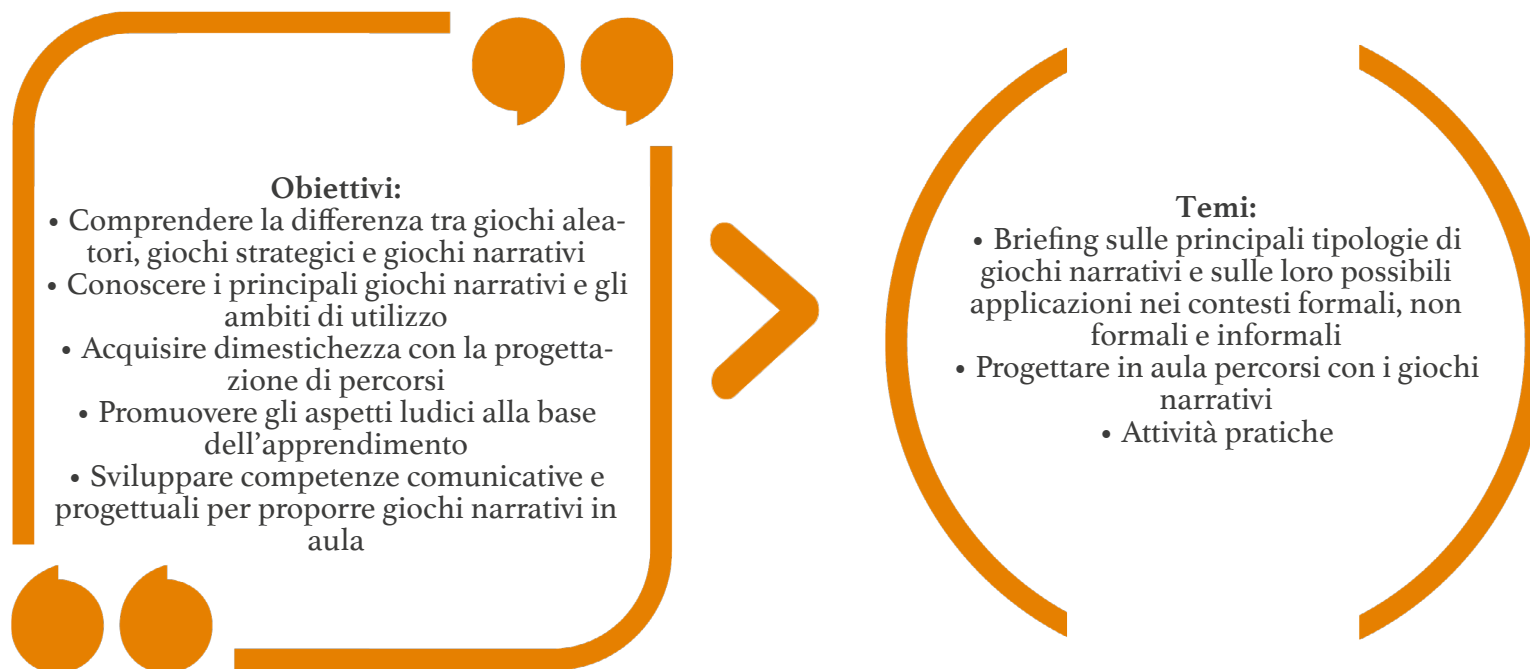 Obiettivi:
• Comprendere la differenza tra giochi alea-
tori, giochi strategici e giochi narrativi
• Conoscere i principali giochi narrativi e gli
ambiti di utilizzo
• Acquisire dimestichezza con la progetta-
zione di percorsi
• Promuovere gli aspetti ludici alla base
dell’apprendimento
• Sviluppare competenze comunicative e
progettuali per proporre giochi narrativi in
aula
Temi:
• Briefing sulle principali tipologie di
giochi narrativi e sulle loro possibili
applicazioni nei contesti formali, non
formali e informali
• Progettare in aula percorsi con i giochi
narrativi
• Attività pratiche